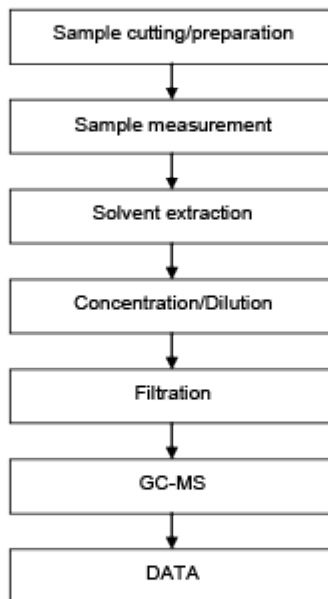 Sample cutting/preparation
Sample measurement
Solvent extraction
Concentration/Dilution
Filtration
GC-MS
DATA